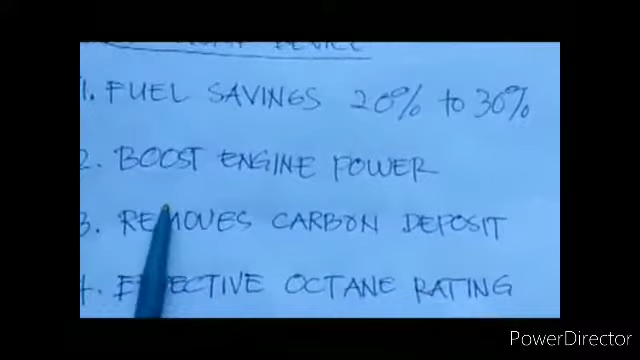 DEVICE
1. FUEL SAVINGS 20% to 30%
2. BOOST ENGINE POWER
3. REMOVES CARBON DEPOSIT
4. EFFECTIVE OCTANE RATING
PowerDirector